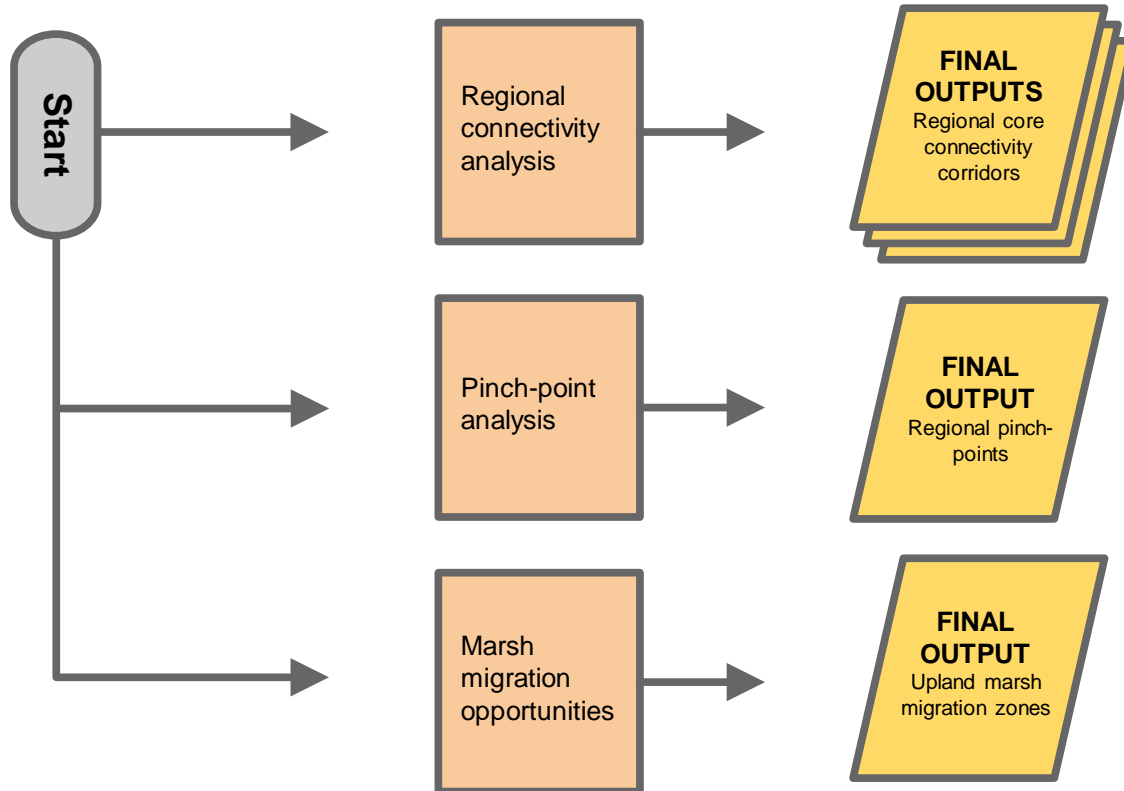 Start
Regional
connectivity
analysis
FINAL
OUTPUTS
Regional core
connectivity
corridors
Pinch-point
analysis
FINAL
OUTPUT
Regional pinch-
points
Marsh
migration
opportunities
FINAL
OUTPUT
Upland marsh
migration zones